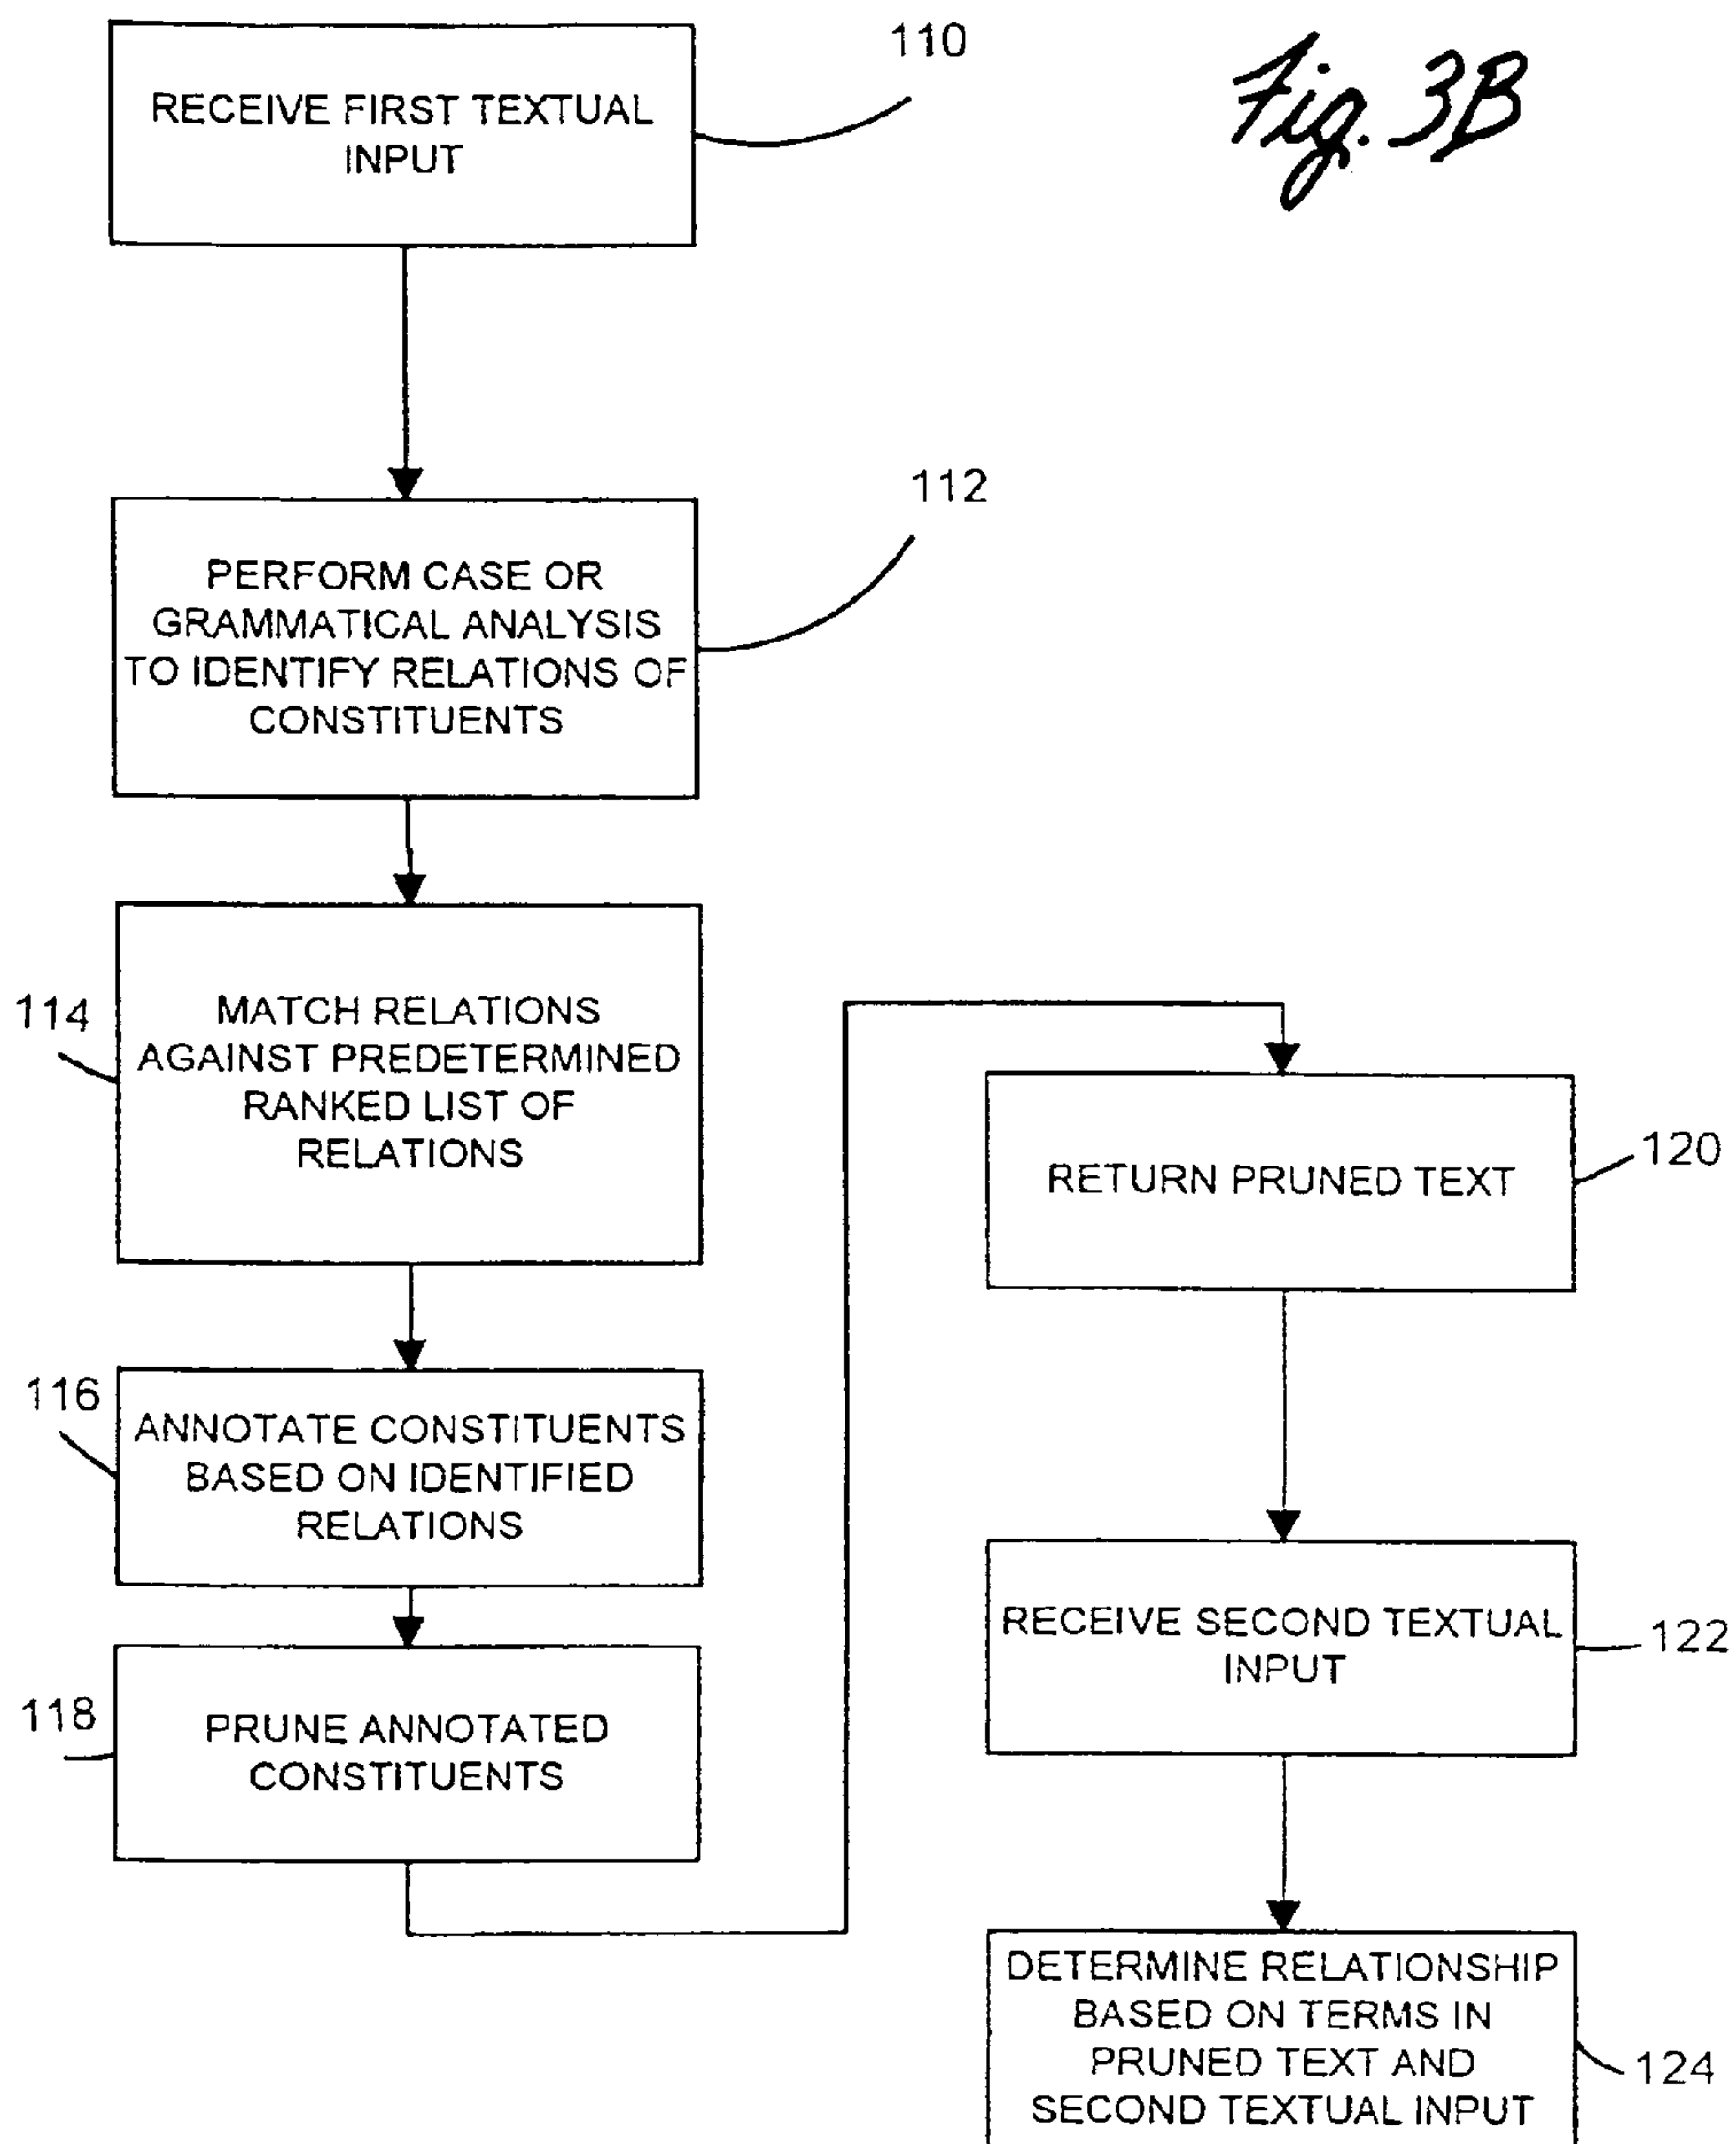 110
Fig. 3B
RECEIVE FIRST TEXTUAL
INPUT
112
PERFORM CASE OR
GRAMMATICAL ANALYSIS
TO IDENTIFY RELATIONS OF
CONSTITUENTS
114
MATCH RELATIONS
AGAINST PREDETERMINED
RANKED LIST OF
RELATIONS
116
ANNOTATE CONSTITUENTS
BASED ON IDENTIFIED
RELATIONS
118
PRUNE ANNOTATED
CONSTITUENTS
120
RETURN PRUNED TEXT
RECEIVE SECOND TEXTUAL
INPUT
122
DETERMINE RELATIONSHIP
BASED ON TERMS IN
PRUNED TEXT AND
SECOND TEXTUAL INPUT
124